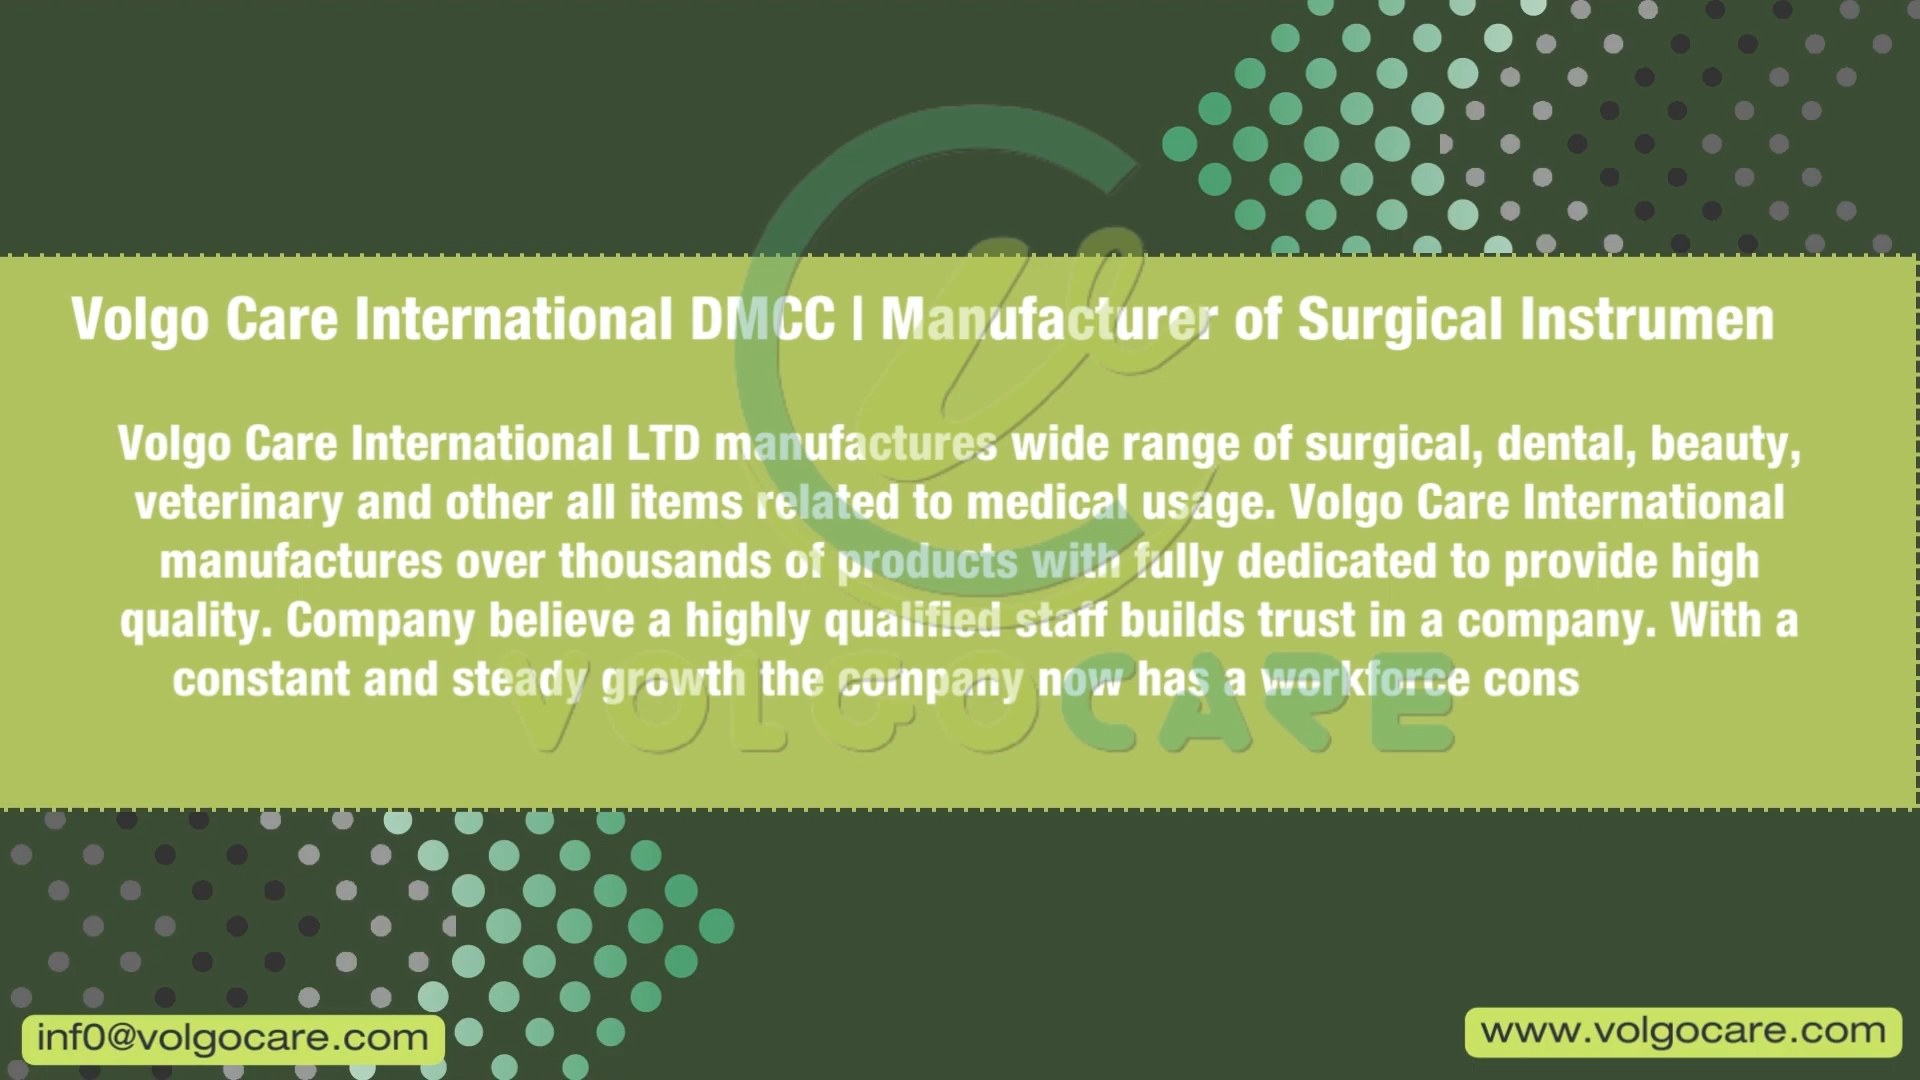 Volgo Care International DMCC | Manufacturer of Surgical Instrumen
Volgo Care International LTD manufactures wide range of surgical, dental, beauty,
veterinary and other all items related to medical usage. Volgo Care International
manufactures over thousands of products with fully dedicated to provide high
quality. Company believe a highly qualified staff builds trust in a company. With a
constant and steady growth the company now has a workforce cons
VOLGOCARE
inf0@volgocare.com
www.volgocare.com